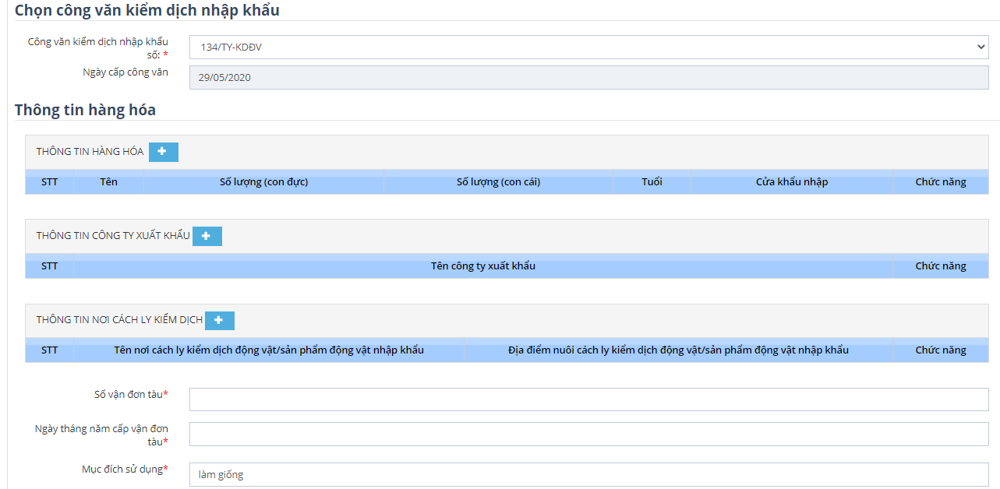 Chọn công văn kiểm dịch nhập khẩu
Công văn kiểm dịch nhập khẩu
số: *
134/TY-KDĐV
Ngày cấp công văn
29/05/2020
Thông tin hàng hóa
THÔNG TIN HÀNG HÓA
STT Tên Số lượng (con đực) Số lượng (con cái) Tuổi Cửa khẩu nhập Chức năng
THÔNG TIN CÔNG TY XUẤT KHẨU
STT Tên công ty xuất khẩu Chức năng
THÔNG TIN NƠI CÁCH LY KIỂM DỊCH
STT Tên nơi cách ly kiểm dịch động vật/sản phẩm động vật nhập khẩu Địa điểm nuôi cách ly kiểm dịch động vật/sản phẩm động vật nhập khẩu Chức năng
Số vận đơn tàu*
Ngày tháng năm cấp vận đơn
tàu*
Mục đích sử dụng*
làm giống